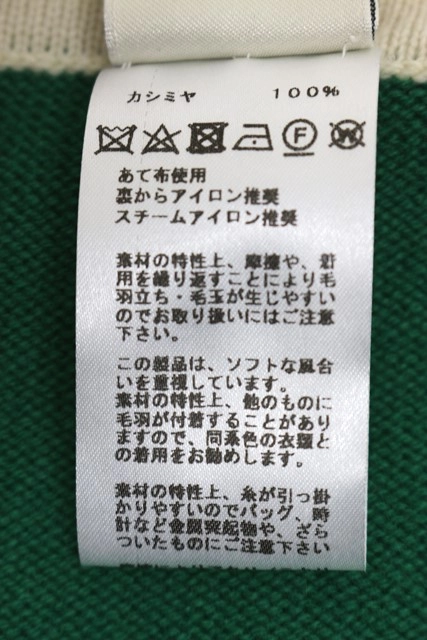 カシミヤ 100%
F
W
あて布使用
裏からアイロン推奨
スチームアイロン推奨
素材の特性上、摩擦や、着
用を繰り返すことにより毛
羽立ち・毛玉が生じやすい
のでお取り扱いにはご注意
下さい。
この製品は、ソフトな風合
いを重視しています。
素材の特性上、他のものに
毛羽が付着することがあり
ますので、同系色の衣類と
の着用をお勧めします。
素材の特性上、糸が引っ掛
かりやすいのでバッグ、時
計など金属突起物や、ざら
ついたものにご注意下さい